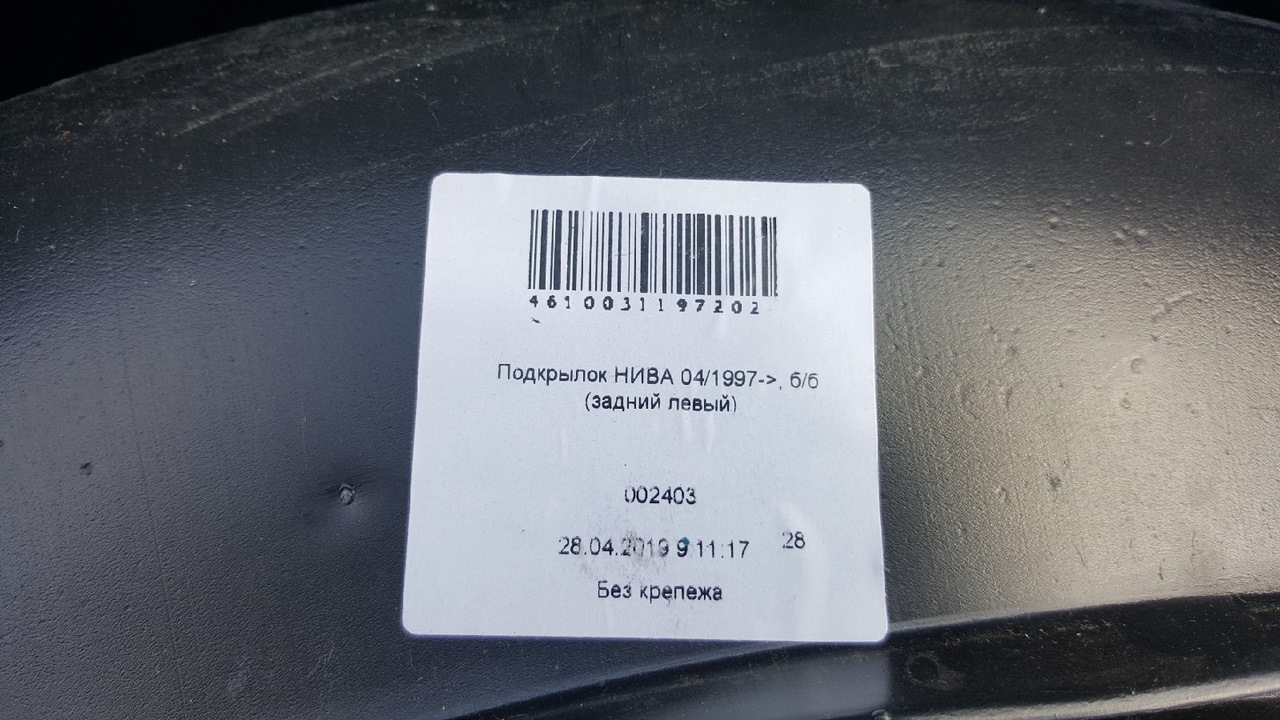 4610031197202
Подкрылок НИВА 04/1997->, б/б
(задний левый)
002403
28.04.2019 9:11:17 28
Без крепежа